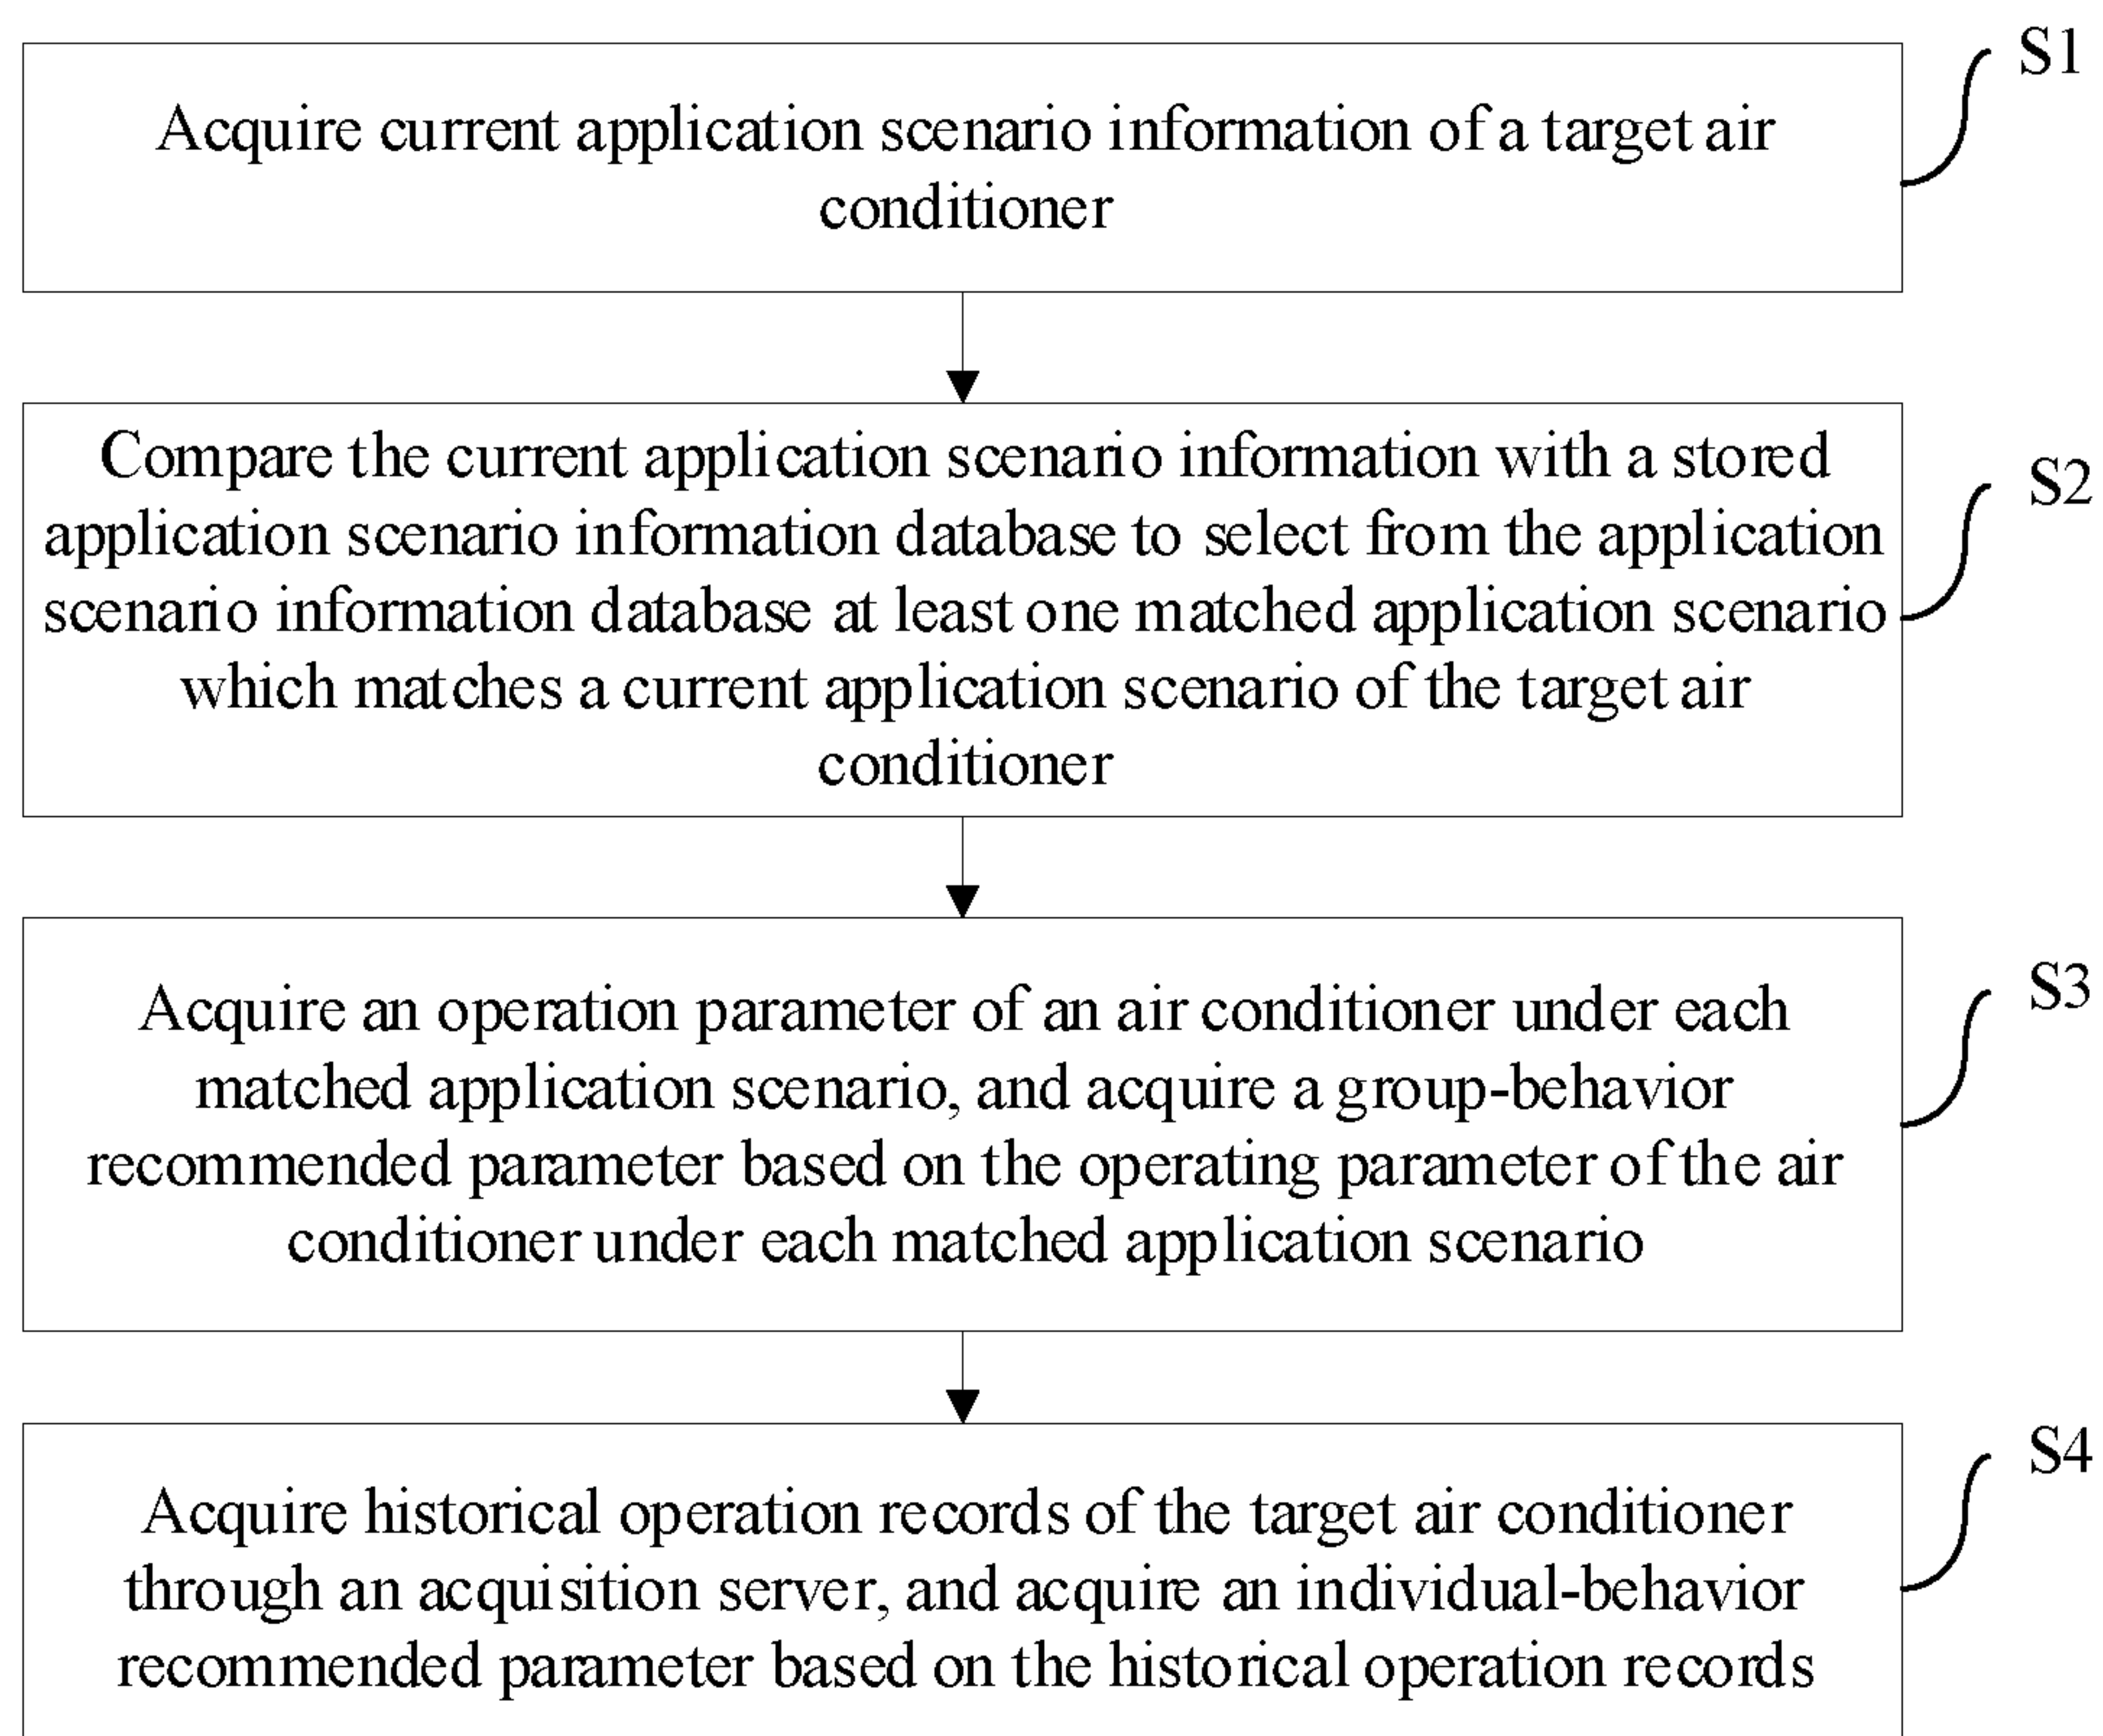 S1
Acquire current application scenario information of a target air
conditioner
Compare the current application scenario information with a stored
S2
application scenario information database to select from the application
scenario information database at least one matched application scenario
which matches a current application scenario of the target air
conditioner
S3
Acquire an operation parameter of an air conditioner under each
matched application scenario, and acquire a group-behavior
recommended parameter based on the operating parameter of the air
conditioner under each matched application scenario
S4
Acquire historical operation records of the target air conditioner
through an acquisition server, and acquire an individual-behavior
recommended parameter based on the historical operation records